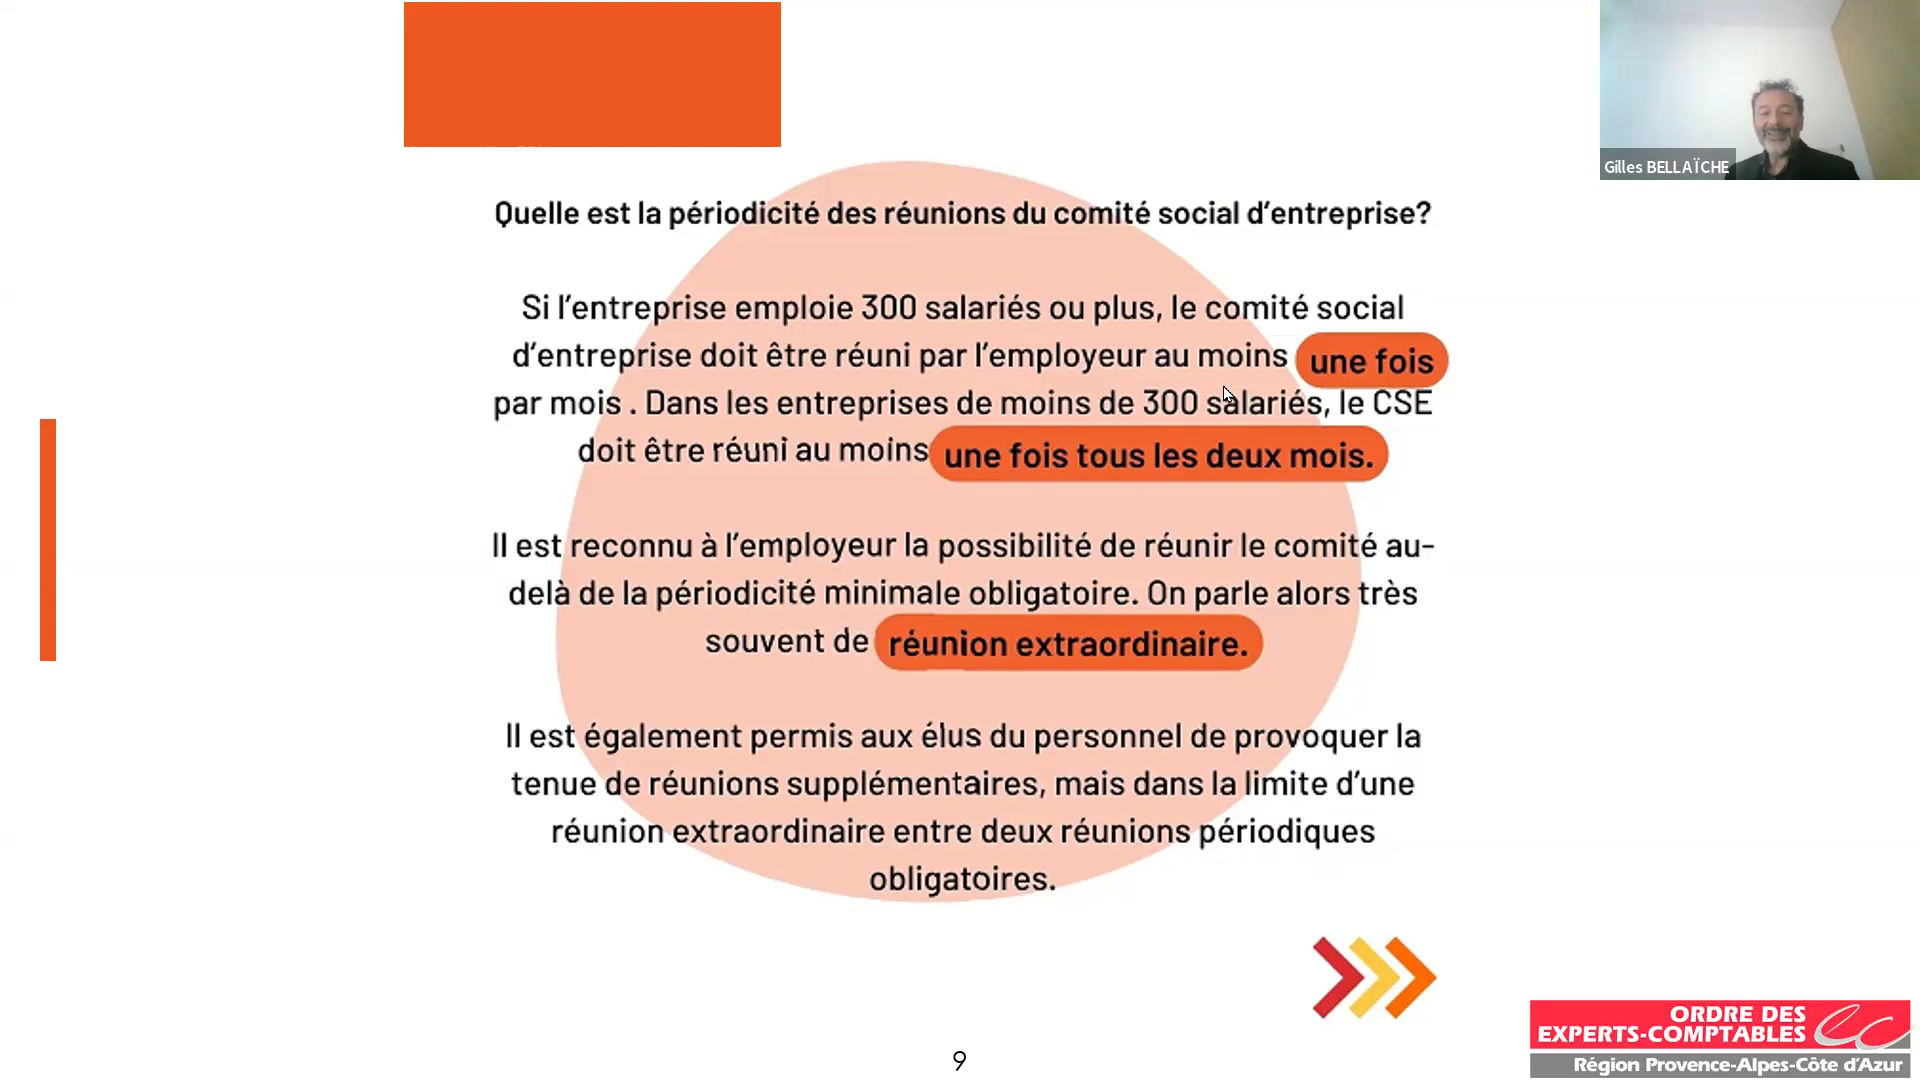 Gilles BELLAÏCHE
Quelle est la périodicité des réunions du comité social d’entreprise?
Si l’entreprise emploie 300 salariés ou plus, le comité social
d’entreprise doit être réuni par l’employeur au moins une fois
par mois . Dans les entreprises de moins de 300 salariés, le CSE
doit être réuni au moins une fois tous les deux mois.
Il est reconnu à l’employeur la possibilité de réunir le comité au-
delà de la périodicité minimale obligatoire. On parle alors très
souvent de réunion extraordinaire.
Il est également permis aux élus du personnel de provoquer la
tenue de réunions supplémentaires, mais dans la limite d’une
réunion extraordinaire entre deux réunions périodiques
obligatoires.
9
ORDRE DES
EXPERTS-COMPTABLES
Région Provence-Alpes-Côte d’Azur